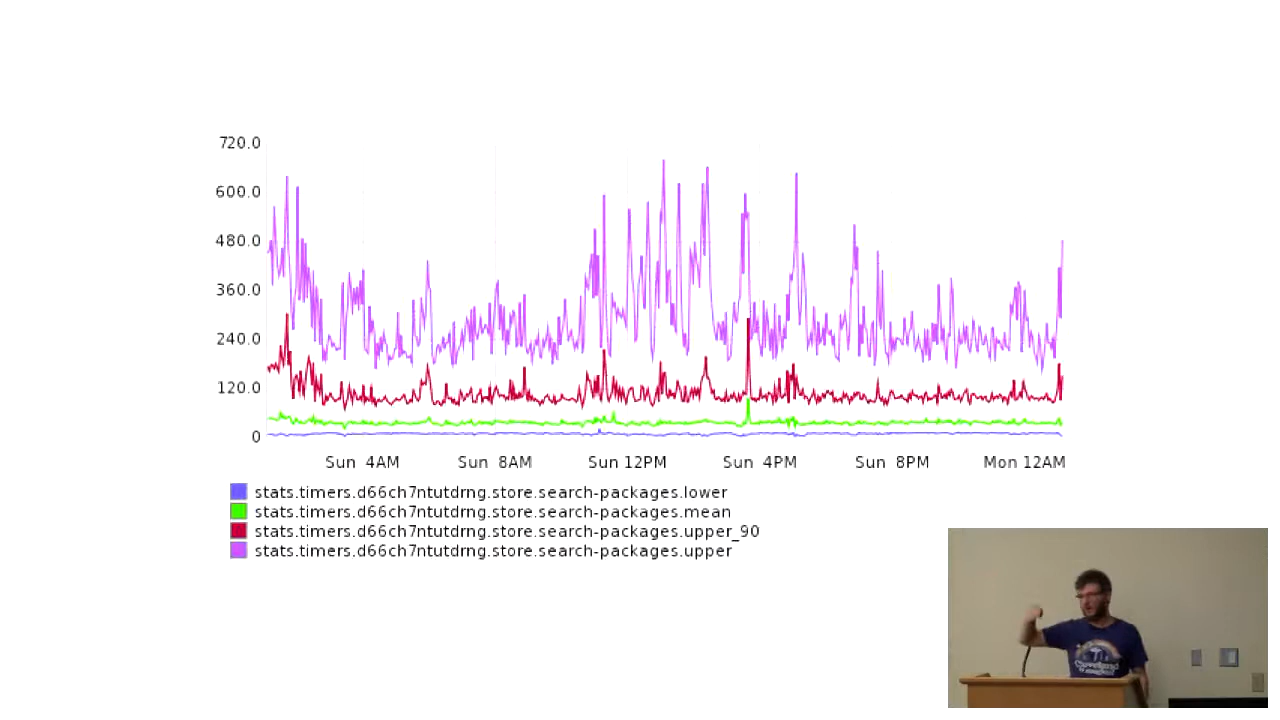 720.0
600.0
480.0
360.0
240.0
120.0
0
Sun 4AM Sun 8AM Sun 12PM Sun 4PM Sun 8PM Mon 12AM
stats.timers.d66ch7ntutdrng.store.search-packages.lower
stats.timers.d66ch7ntutdrng.store.search-packages.mean
stats.timers.d66ch7ntutdrng.store.search-packages.upper_90
stats.timers.d66ch7ntutdrng.store.search-packages.upper
Cleveland